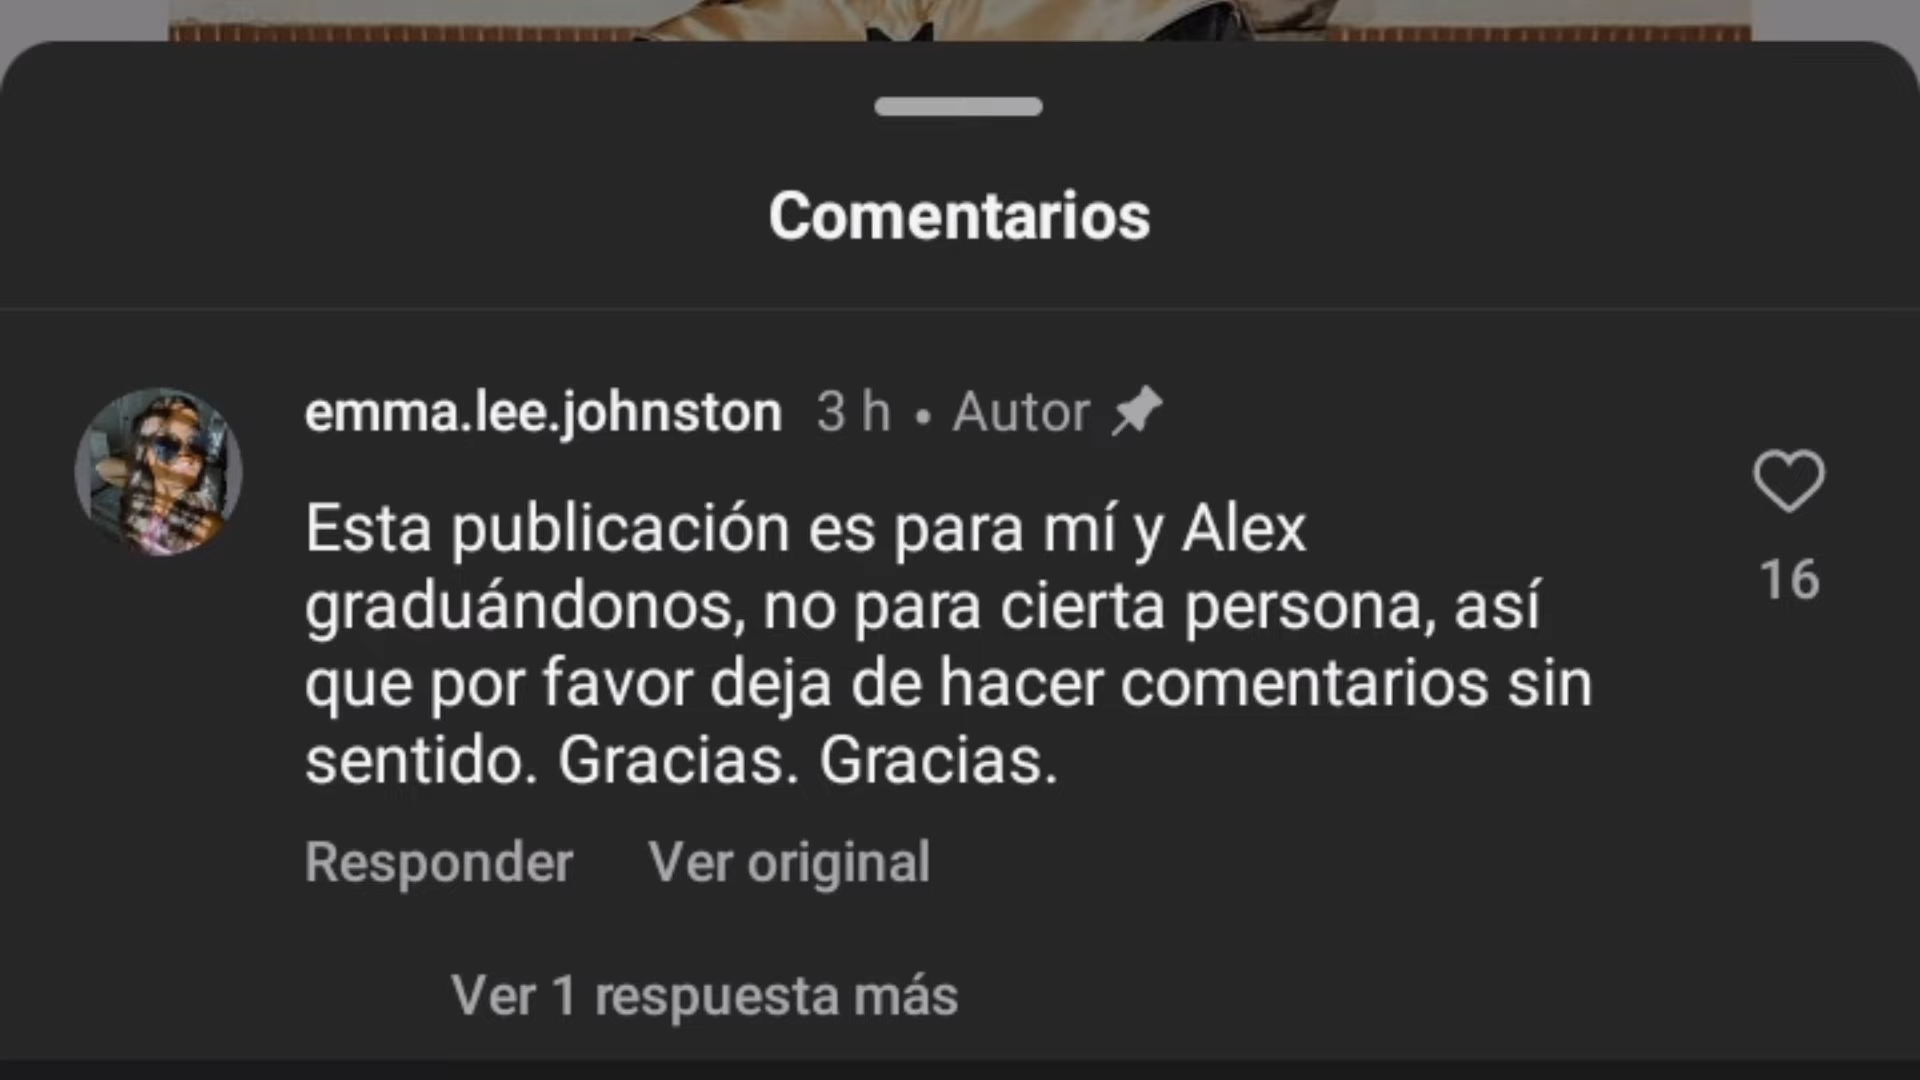 Comentarios
emma.lee.johnston 3 h • Autor
Esta publicación es para mí y Alex
graduándonos, no para cierta persona, así
que por favor deja de hacer comentarios sin
sentido. Gracias. Gracias.
16
Responder Ver original
Ver 1 respuesta más